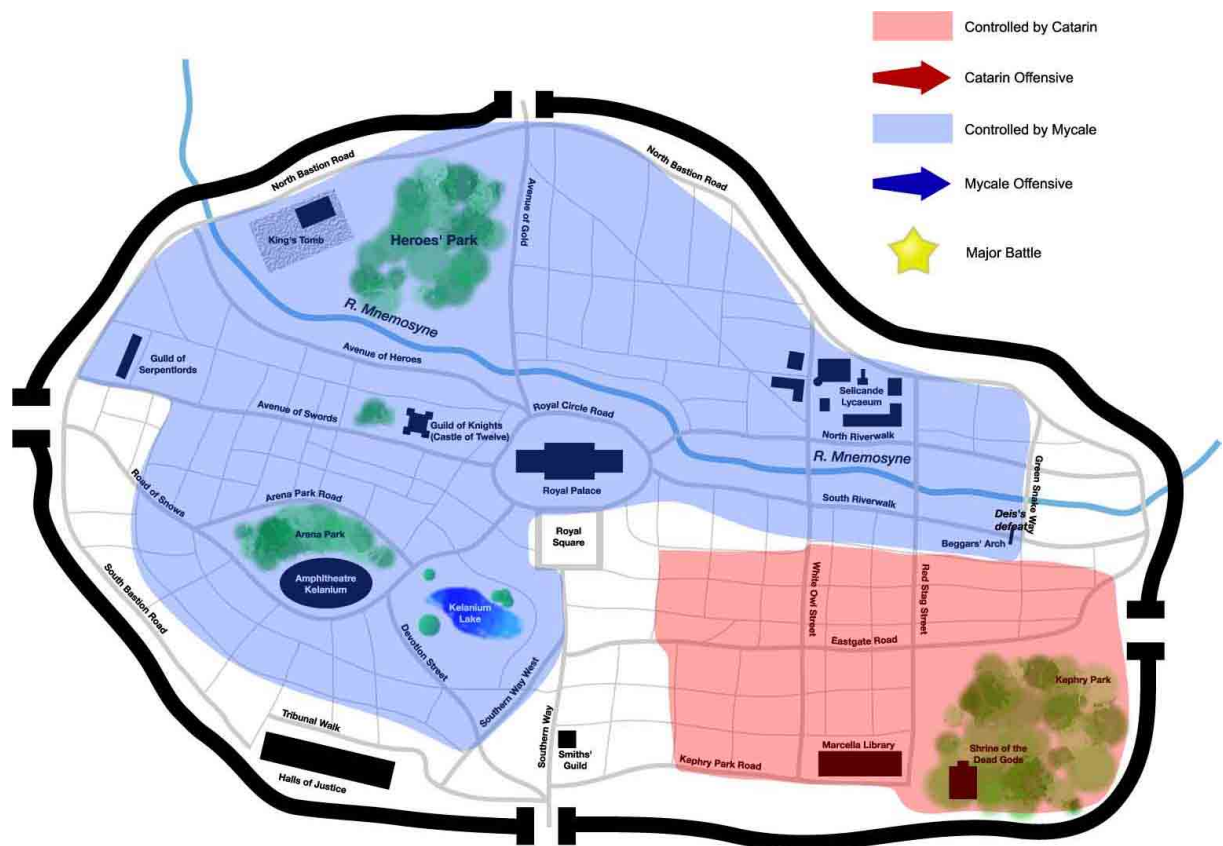 Controlled by Catarin
Catarin Offensive
Controlled by Mycale
Mycale Offensive
Major Battle
North Bastion Road
North Bastion Road
Avenue of Gold
King's Tomb
Heroes' Park
R. Mnemosyne
Guild of
Serpentlords
Avenue of Heroes
Avenue of Swords
Guild of Knights
(Castle of Twelve)
Royal Circle Road
Royal Palace
Selicande
Lycaeum
North Riverwalk
R. Mnemosyne
South Riverwalk
Green Snake Way
Deis's
defeat
Beggars' Arch
Road of Snows
Arena Park Road
Arena Park
Amphitheatre
Kelanium
Royal
Square
Kelanium
Lake
White Owl Street
Red Stag Street
Eastgate Road
South Bastion Road
Devotion Street
Southern Way West
Southern Way
Kephry Park
Tribunal Walk
Halls of Justice
Smiths'
Guild
Kephry Park Road
Marcella Library
Shrine of the
Dead Gods